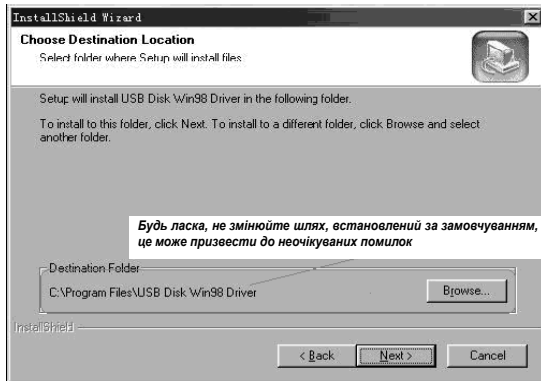 InstallShield Wizard
Choose Destination Location
Select folder where Setup will install files.
Setup will install USB Disk Win98 Driver in the following folder.
To install to this folder, click Next. To install to a different folder, click Browse and select
another folder.
Будь ласка, не змінюйте шлях, встановлений за замовчуванням,
це може призвести до неочікуваних помилок
Destination Folder
C:\Program Files\USB Disk Win98 Driver
Browse...
InstallShield
< Back
Next >
Cancel